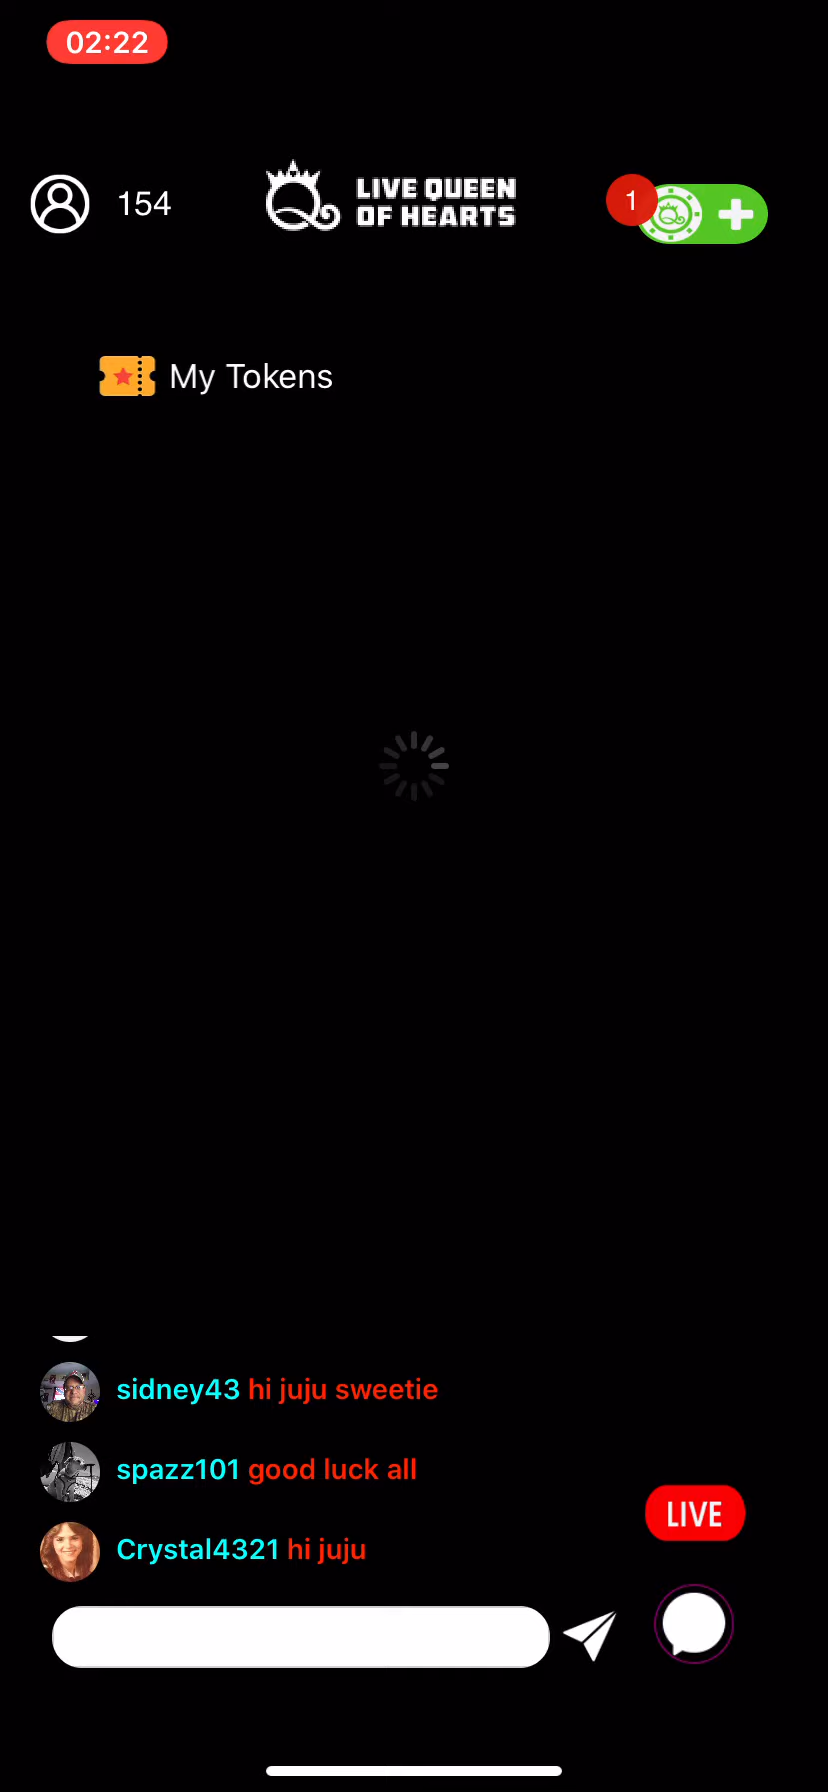 02:22
154
LIVE QUEEN
OF HEARTS
1
My Tokens
sidney43 hi juju sweetie
spazz101 good luck all
LIVE
Crystal4321 hi juju